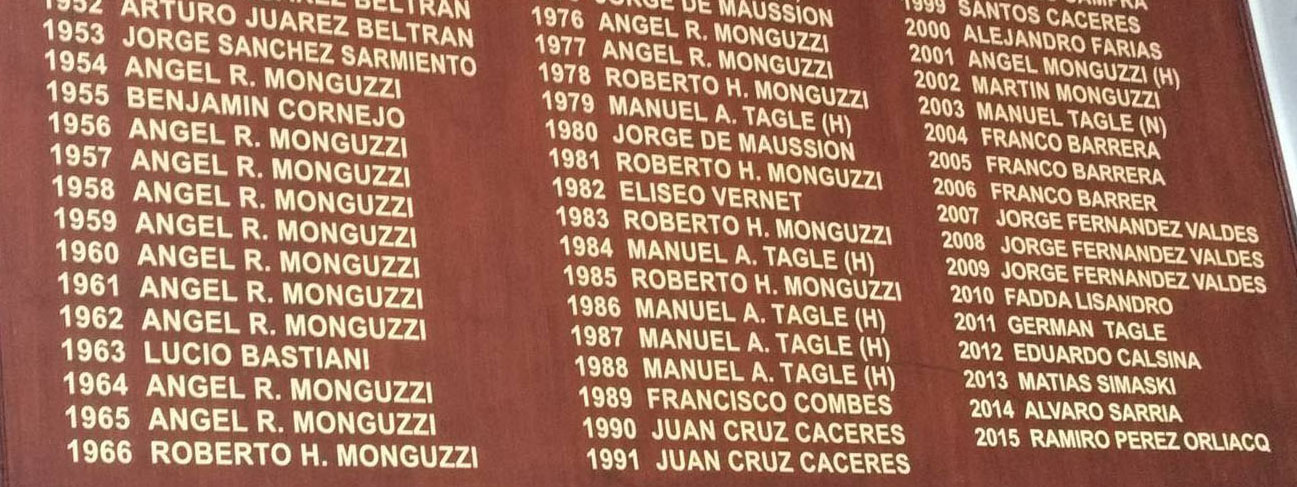 1952 ARTURO JUAREZ BELTRAN
1953 JORGE SANCHEZ SARMIENTO
1954 ANGEL R. MONGUZZI
1955 BENJAMIN CORNEJO
1956 ANGEL R. MONGUZZI
1957 ANGEL R. MONGUZZI
1958 ANGEL R. MONGUZZI
1959 ANGEL R. MONGUZZI
1960 ANGEL R. MONGUZZI
1961 ANGEL R. MONGUZZI
1962 ANGEL R. MONGUZZI
1963 LUCIO BASTIANI
1964 ANGEL R. MONGUZZI
1965 ANGEL R. MONGUZZI
1966 ROBERTO H. MONGUZZI
DE MAUSSION
1976 ANGEL R. MONGUZZI
1977 ANGEL R. MONGUZZI
1978 ROBERTO H. MONGUZZI
1979 MANUEL A. TAGLE (H)
1980 JORGE DE MAUSSION
1981 ROBERTO H. MONGUZZI
1982 ELISEO VERNET
1983 ROBERTO H. MONGUZZI
1984 MANUEL A. TAGLE (H)
1985 ROBERTO H. MONGUZZI
1986 MANUEL A. TAGLE (H)
1987 MANUEL A. TAGLE (H)
1988 MANUEL A. TAGLE (H)
1989 FRANCISCO COMBES
1990 JUAN CRUZ CACERES
1991 JUAN CRUZ CACERES
1999 SANTOS CACERES
2000 ALEJANDRO FARIAS
2001 ANGEL MONGUZZI (H)
2002 MARTIN MONGUZZI
2003 MANUEL TAGLE (N)
2004 FRANCO BARRERA
2005 FRANCO BARRERA
2006 FRANCO BARRER
2007 JORGE FERNANDEZ VALDES
2008 JORGE FERNANDEZ VALDES
2009 JORGE FERNANDEZ VALDES
2010 FADDA LISANDRO
2011 GERMAN TAGLE
2012 EDUARDO CALSINA
2013 MATIAS SIMASKI
2014 ALVARO SARRIA
2015 RAMIRO PEREZ ORLIACQ